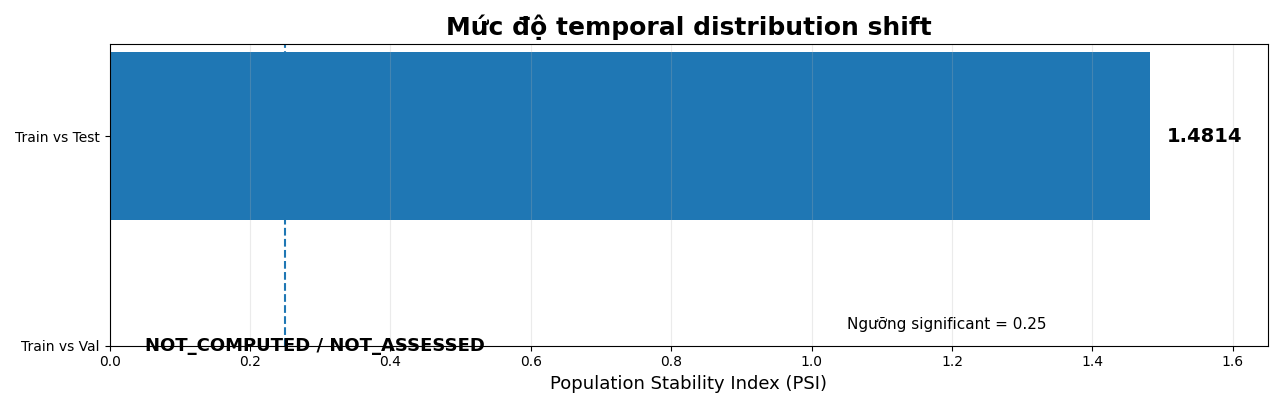 Mức độ temporal distribution shift
Train vs Test
1.4814
Ngưỡng significant = 0.25
Train vs Val
NOT_COMPUTED / NOT_ASSESSED
0.0 0.2 0.4 0.6 0.8 1.0 1.2 1.4 1.6
Population Stability Index (PSI)